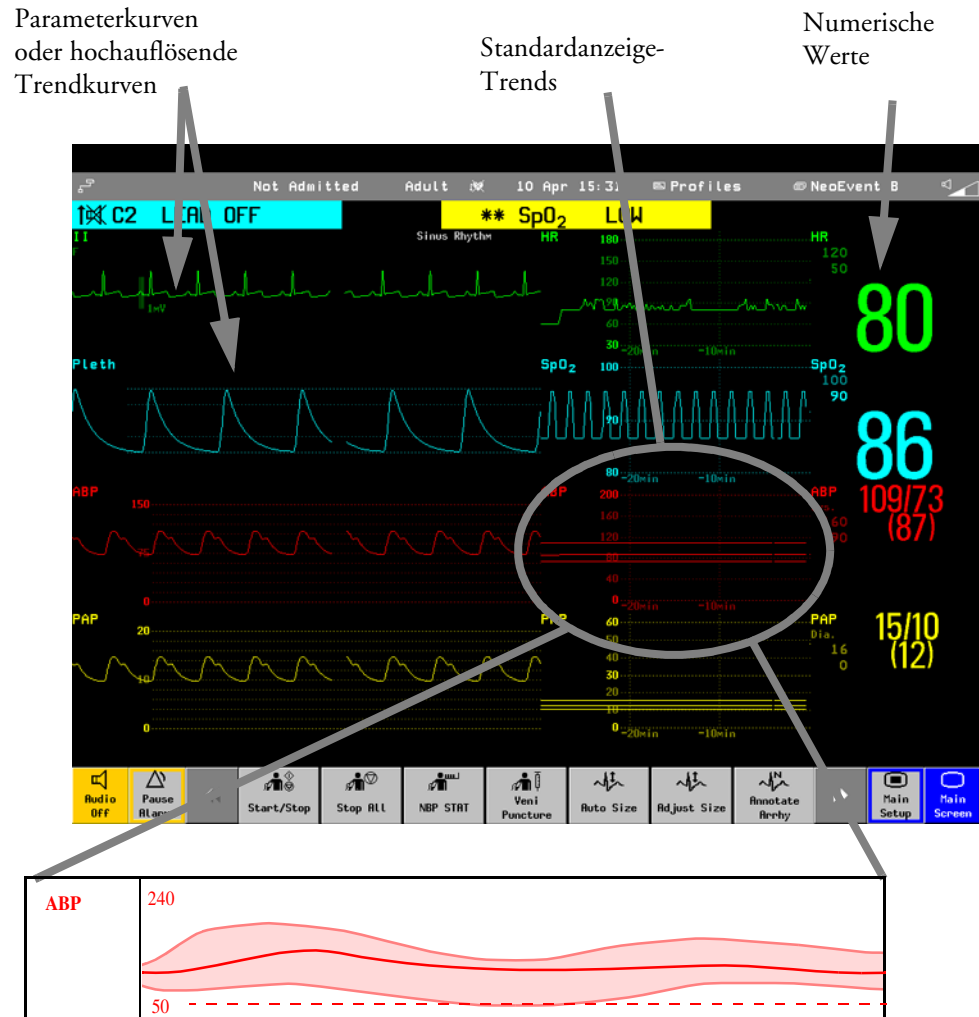 Parameterkurven
oder hochauflösende
Trendkurven
Standardanzeige-
Trends
Numerische
Werte
Not Admitted Adult 10 Apr 15:31 Profiles NeoEvent B
C2 LEAD OFF
** SpO2 LOW
II
Sinus Rhythm
1mV
HR
180
150
120
90
60
30
-20min -10min
HR
120
50
80
Pleth
SpO2
100
90
80
-20min -10min
SpO2
100
90
86
ABP
150
75
0
ABP
200
160
120
80
40
0
-20min -10min
ABP
60
90
109/73
(87)
PAP
20
10
0
PAP
60
50
40
30
20
10
0
-20min -10min
PAP
Dia.
16
0
15/10
(12)
Audio
Off
Pause
Start/Stop
Stop All
NBP STAT
Veni
Puncture
Auto Size
Adjust Size
Annotate
Arrhy
Main
Setup
Main
Screen
ABP
240
50